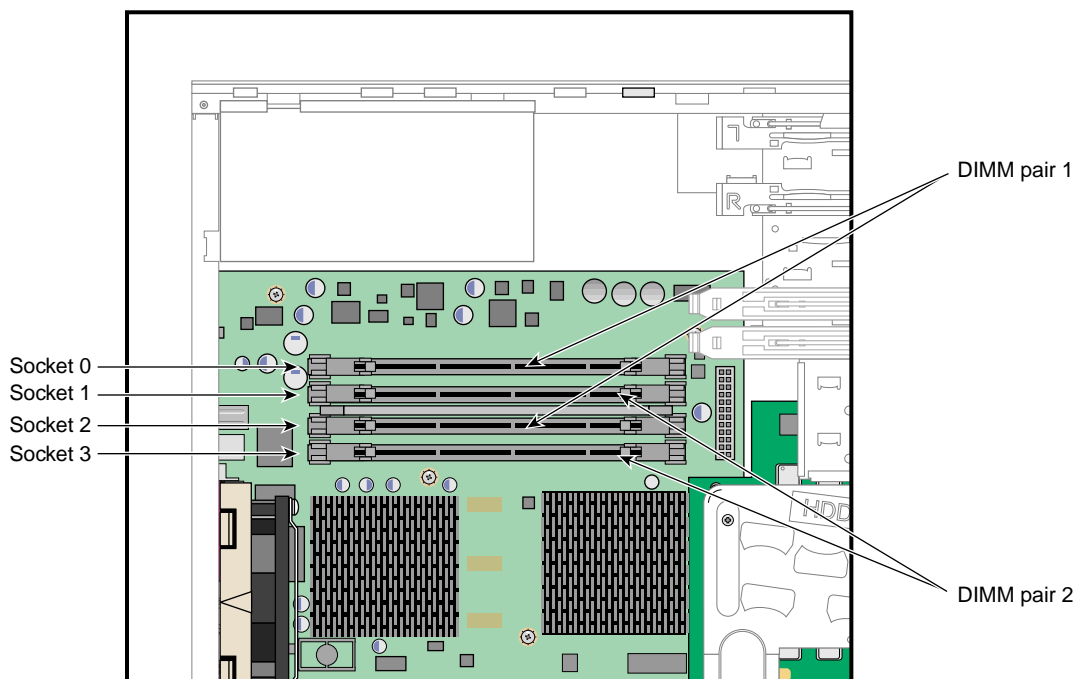 DIMM pair 1
L
R
Socket 0
Socket 1
Socket 2
Socket 3
HDD
DIMM pair 2